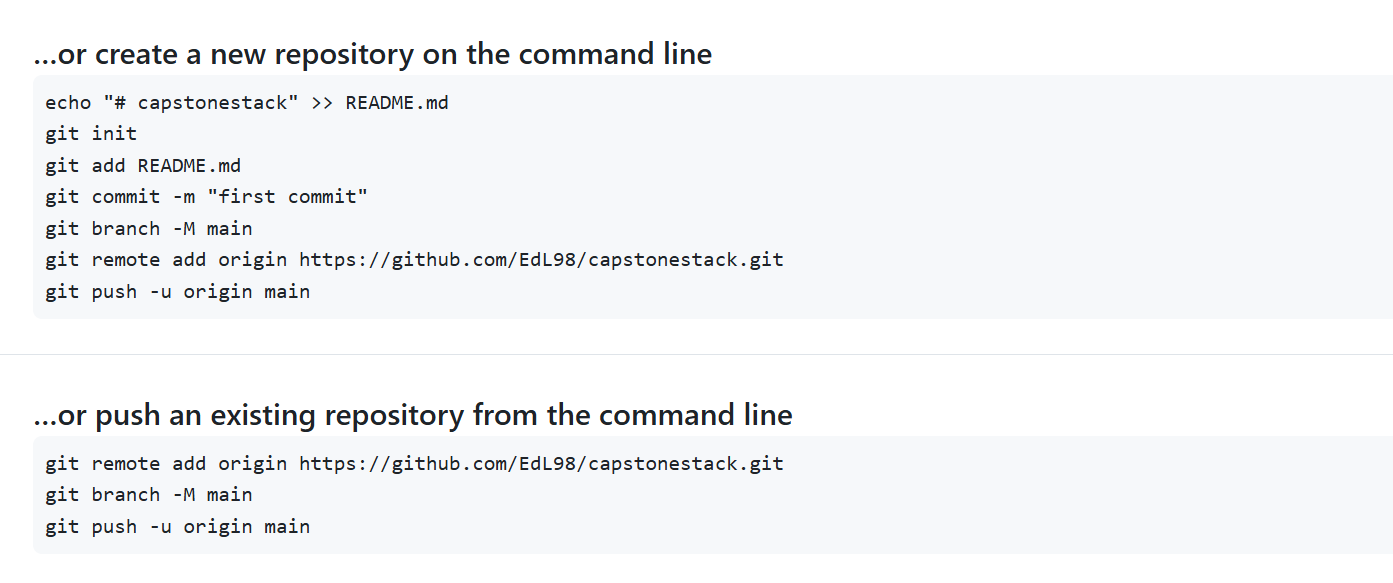 ...or create a new repository on the command line
echo "# capstonestack" >> README.md
git init
git add README.md
git commit -m "first commit"
git branch -M main
git remote add origin https://github.com/EdL98/capstonestack.git
git push -u origin main
...or push an existing repository from the command line
git remote add origin https://github.com/EdL98/capstonestack.git
git branch -M main
git push -u origin main